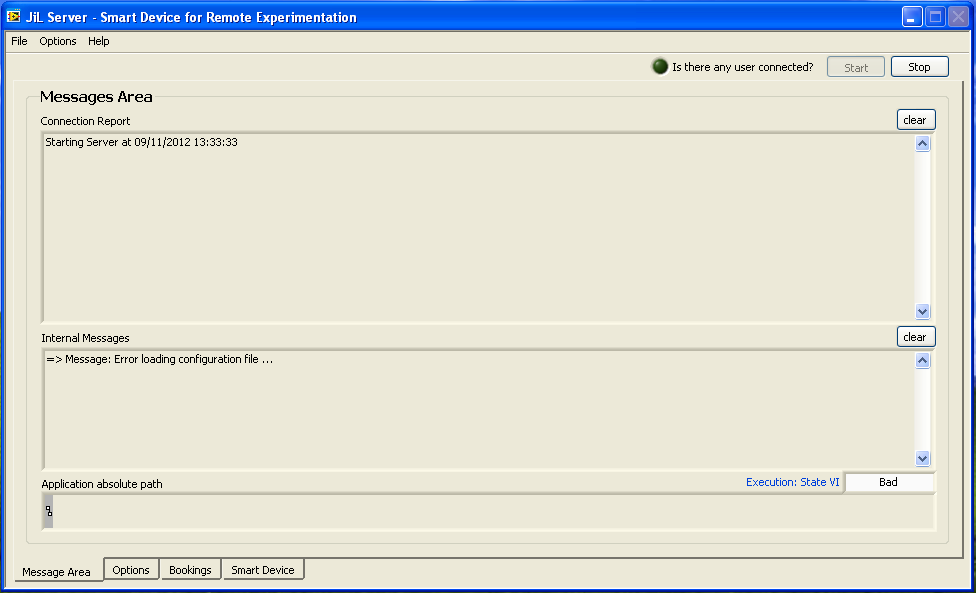 JiL Server - Smart Device for Remote Experimentation
File Options Help
Is there any user connected? Start Stop
Messages Area
Connection Report clear
Starting Server at 09/11/2012 13:33:33
Internal Messages clear
=> Message: Error loading configuration file ...
Application absolute path Execution: State VI Bad
Message Area Options Bookings Smart Device